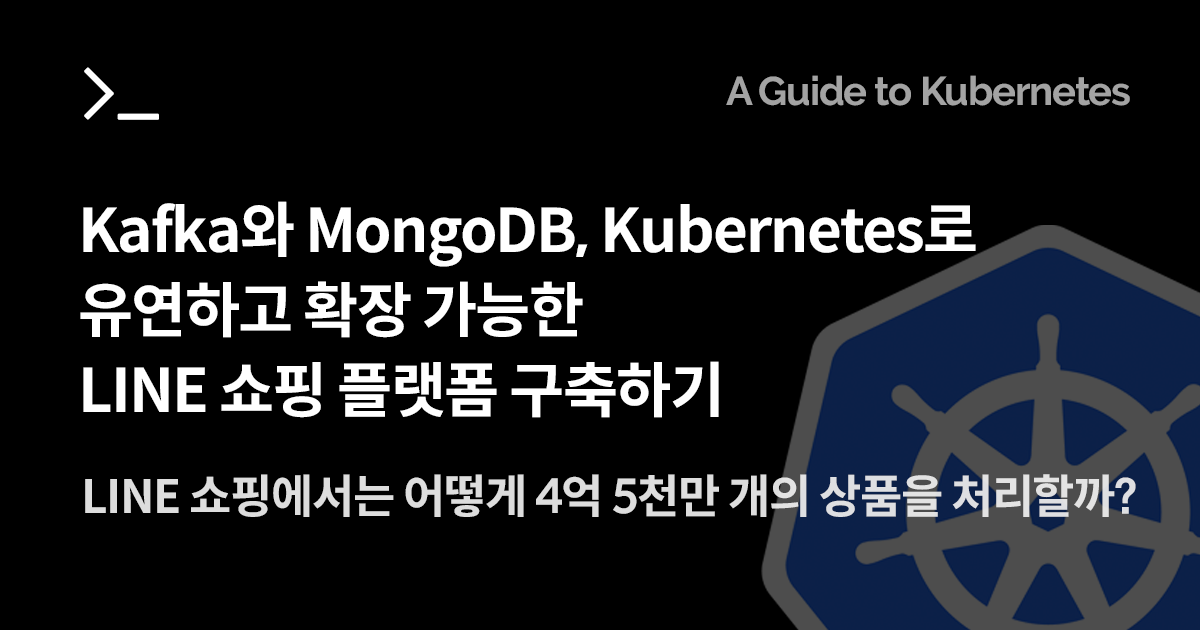 A Guide to Kubernetes
Kafka와 MongoDB, Kubernetes로
유연하고 확장 가능한
LINE 쇼핑 플랫폼 구축하기
LINE 쇼핑에서는 어떻게 4억 5천만 개의 상품을 처리할까?